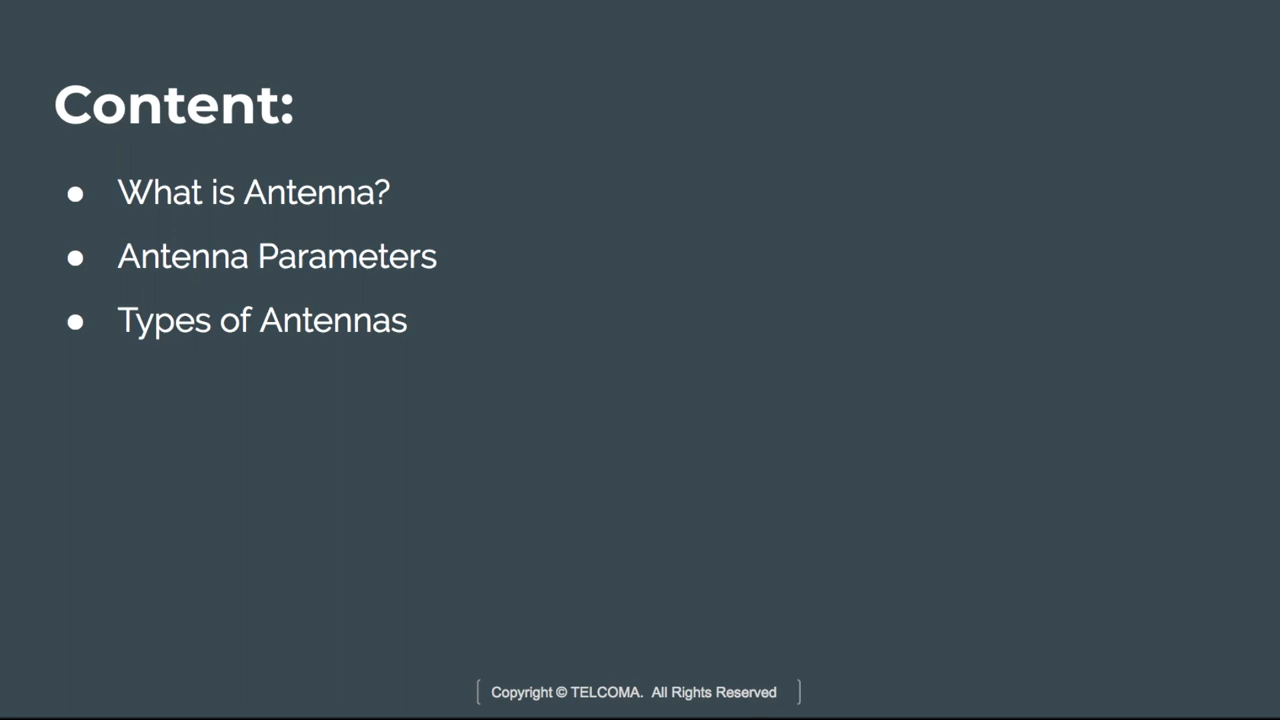 Content:
● What is Antenna?
● Antenna Parameters
● Types of Antennas
[ Copyright © TELCOMA. All Rights Reserved ]